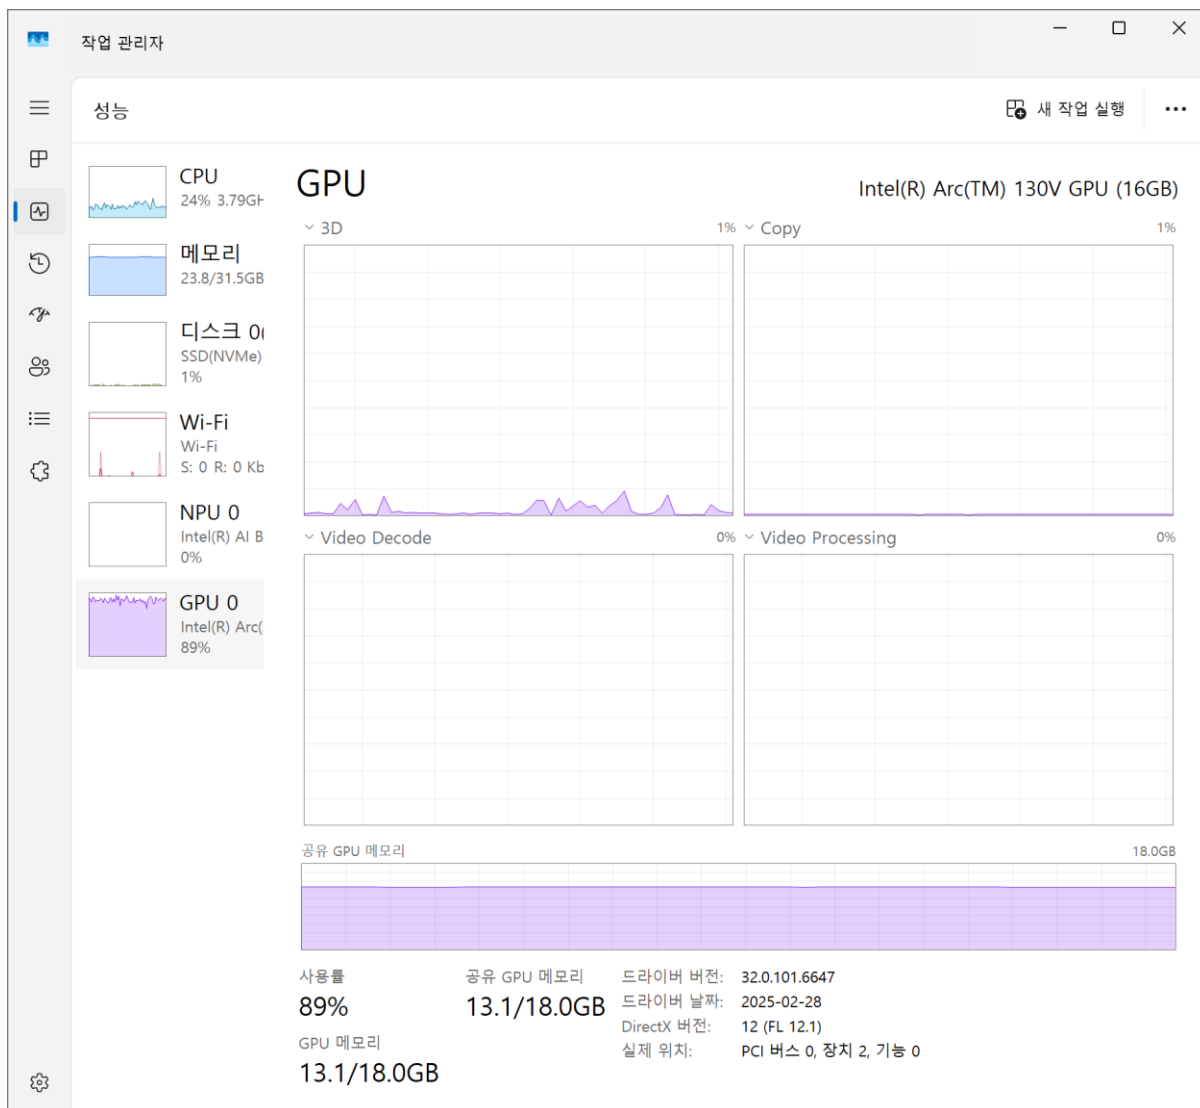 작업 관리자
성능
새 작업 실행
CPU
24% 3.79GH
메모리
23.8/31.5GB
디스크 0(
SSD(NVMe)
1%
Wi-Fi
Wi-Fi
S: 0 R: 0 Kb
NPU 0
Intel(R) AI B
0%
GPU 0
Intel(R) Arc(
89%
GPU
Intel(R) Arc(TM) 130V GPU (16GB)
3D 1%
Copy 1%
Video Decode 0%
Video Processing 0%
공유 GPU 메모리 18.0GB
사용률
89%
공유 GPU 메모리
13.1/18.0GB
GPU 메모리
13.1/18.0GB
드라이버 버전: 32.0.101.6647
드라이버 날짜: 2025-02-28
DirectX 버전: 12 (FL 12.1)
실제 위치: PCI 버스 0, 장치 2, 기능 0